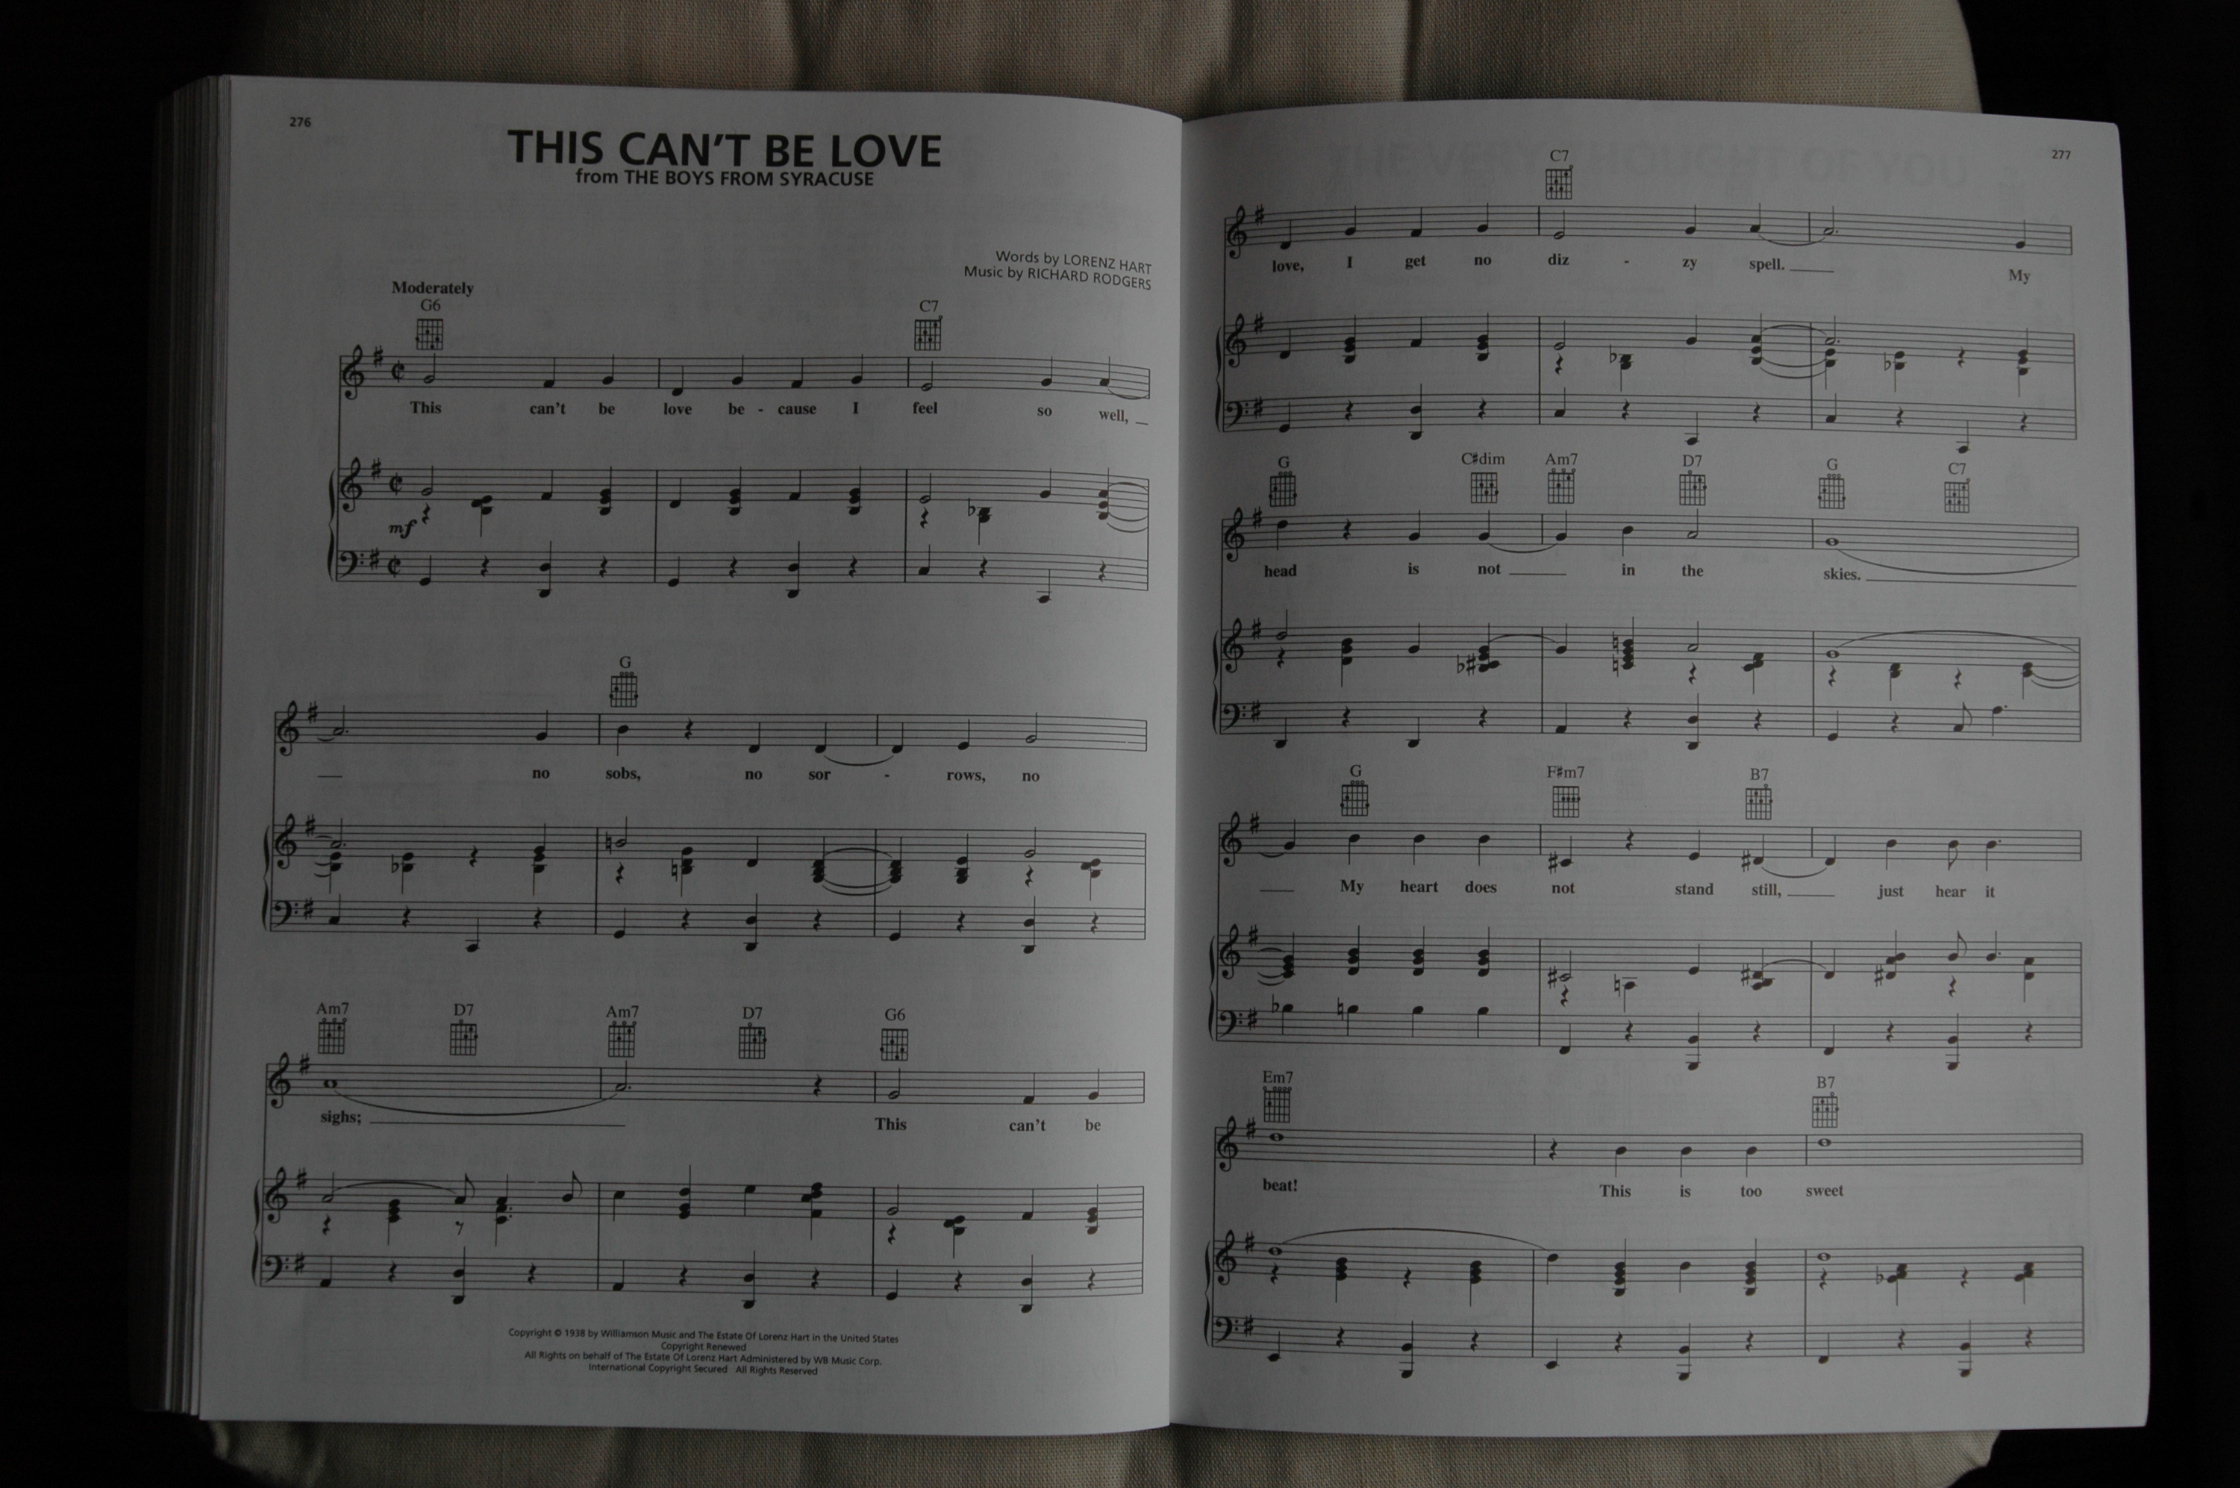 276
THIS CAN'T BE LOVE
from THE BOYS FROM SYRACUSE
Words by LORENZ HART
Music by RICHARD RODGERS
Moderately
G6 C7
This can't be love be - cause I feel so well,
mf
G
no sobs, no sor - rows, no
Am7 D7 Am7 D7 G6
sighs; This can't be
Copyright © 1938 by Williamson Music and The Estate Of Lorenz Hart in the United States
Copyright Renewed
All Rights on behalf of The Estate Of Lorenz Hart Administered by WB Music Corp.
International Copyright Secured All Rights Reserved
277
C7
love, I get no diz - zy spell. My
G C#dim Am7 D7 G C7
head is not in the skies.
G F#m7 B7
My heart does not stand still, just hear it
Em7 B7
beat! This is too sweet